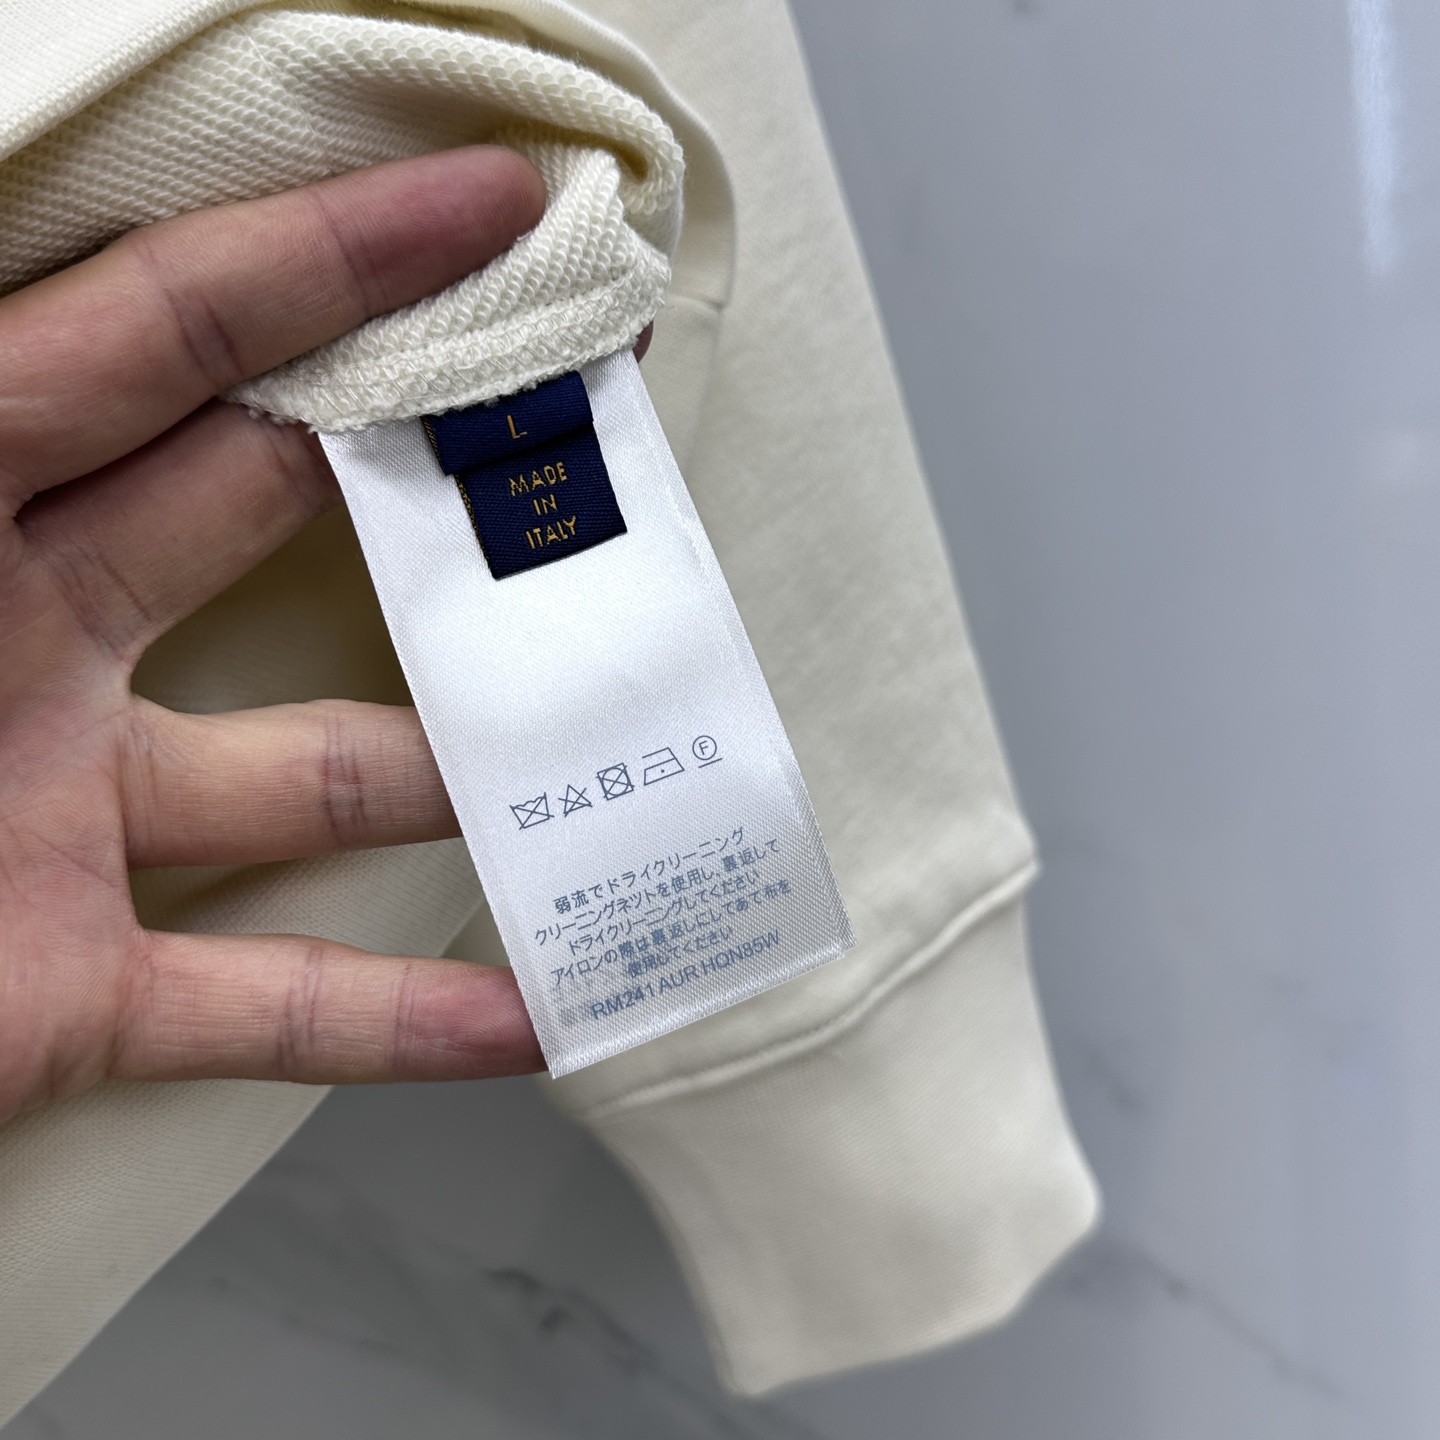 L
MADE
IN
ITALY
F
弱流でドライクリーニング
クリーニングネットを使用し、裏返して
ドライクリーニングしてください
アイロンの際は裏返しにしてあて布を
使用してください
RM241 AUR HON85W